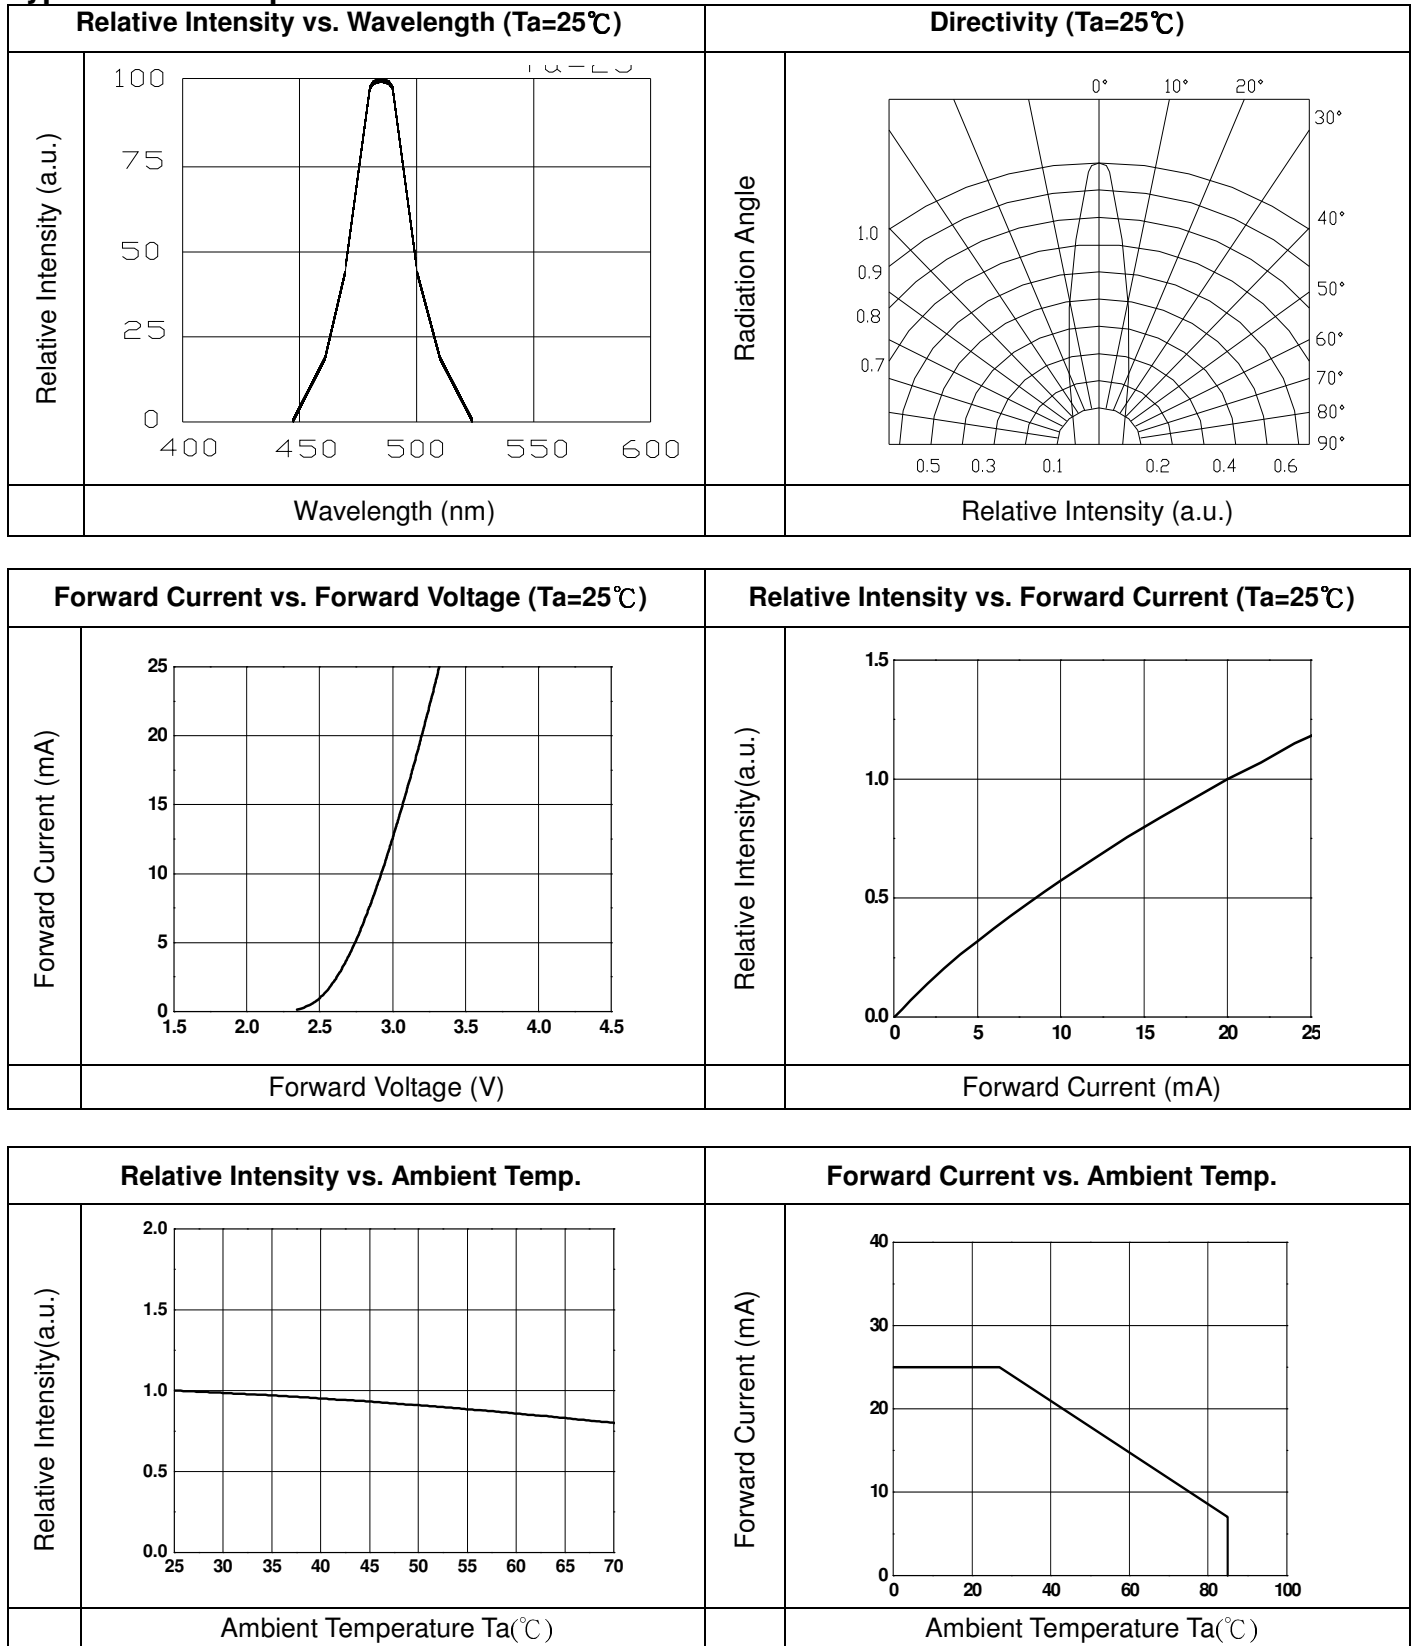 Relative Intensity vs. Wavelength (Ta=25℃)
Directivity (Ta=25℃)
Relative Intensity (a.u.)
100
75
50
25
0
400 450 500 550 600
Wavelength (nm)
Radiation Angle
0° 10° 20°
30°
40°
50°
60°
70°
80°
90°
1.0
0.9
0.8
0.7
0.5 0.3 0.1 0.2 0.4 0.6
Relative Intensity (a.u.)
Forward Current vs. Forward Voltage (Ta=25℃)
Relative Intensity vs. Forward Current (Ta=25℃)
Forward Current (mA)
25
20
15
10
5
0
1.5 2.0 2.5 3.0 3.5 4.0 4.5
Forward Voltage (V)
Relative Intensity(a.u.)
1.5
1.0
0.5
0.0
0 5 10 15 20 25
Forward Current (mA)
Relative Intensity vs. Ambient Temp.
Forward Current vs. Ambient Temp.
Relative Intensity(a.u.)
2.0
1.5
1.0
0.5
0.0
25 30 35 40 45 50 55 60 65 70
Ambient Temperature Ta(℃)
Forward Current (mA)
40
30
20
10
0
0 20 40 60 80 100
Ambient Temperature Ta(℃)